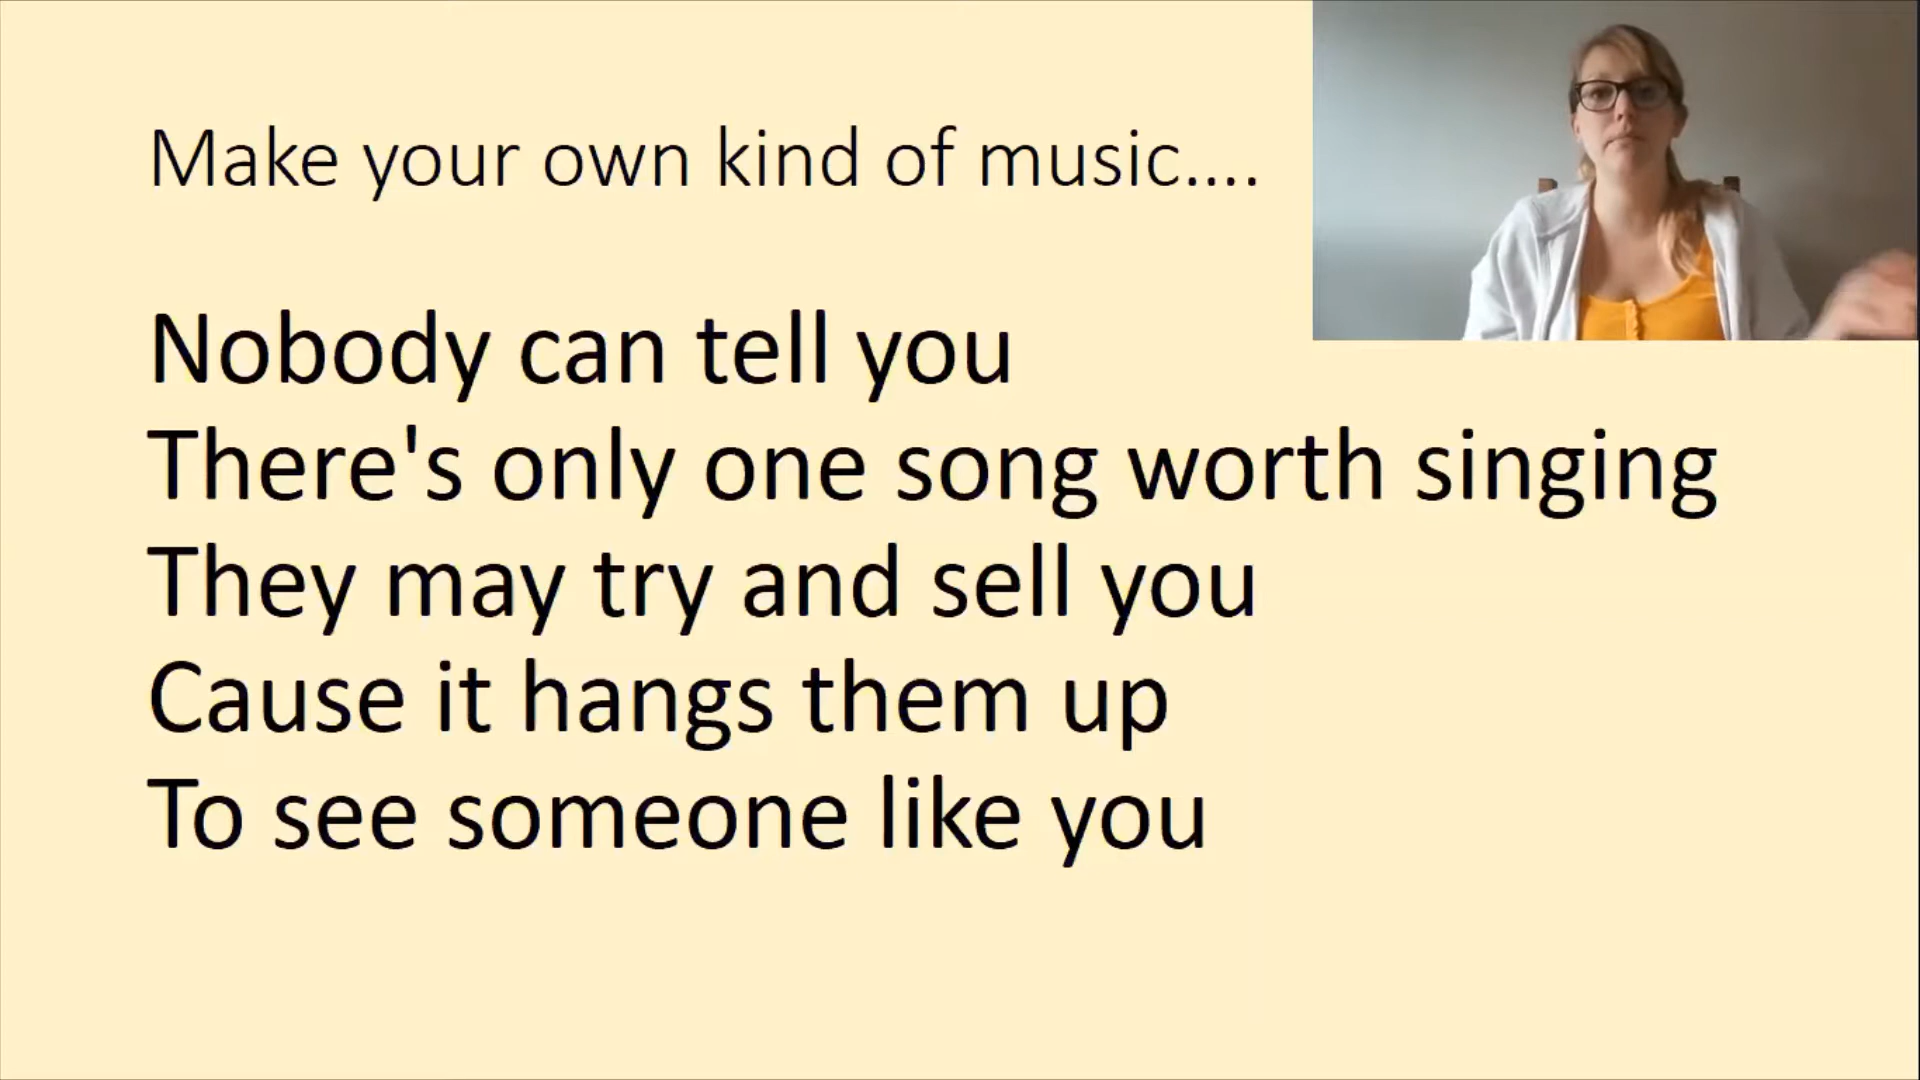 Make your own kind of music....
Nobody can tell you
There's only one song worth singing
They may try and sell you
Cause it hangs them up
To see someone like you